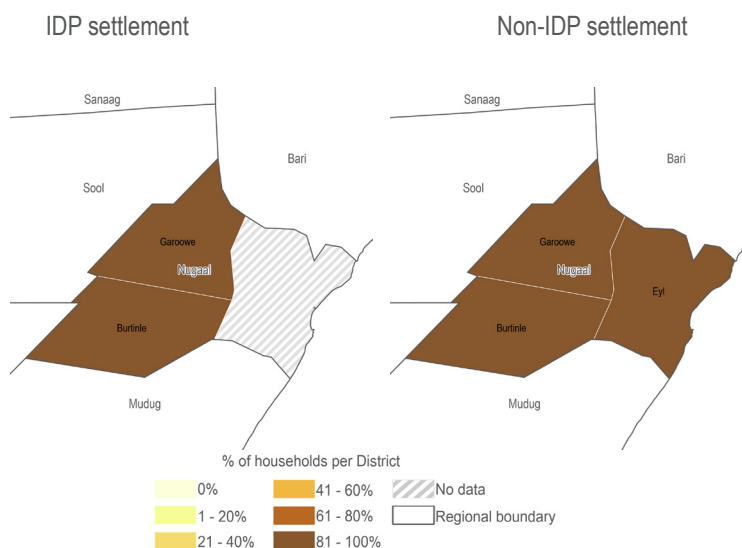 IDP settlement
Non-IDP settlement
Sanaag
Bari
Sool
Garoowe
Nugaal
Burtinle
Mudug
Sanaag
Bari
Sool
Garoowe
Nugaal
Eyl
Burtinle
Mudug
% of households per District
0%
1 - 20%
21 - 40%
41 - 60%
61 - 80%
81 - 100%
No data
Regional boundary